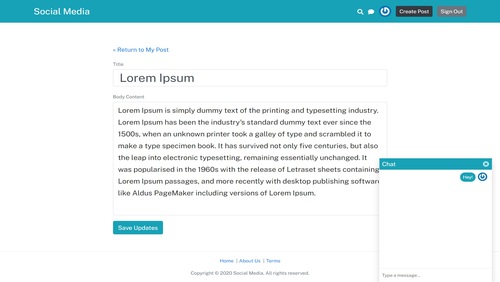 Social Media
Create Post
Sign Out
« Return to My Post
Title
Lorem Ipsum
Body Content
Lorem Ipsum is simply dummy text of the printing and typesetting industry.
Lorem Ipsum has been the industry's standard dummy text ever since the
1500s, when an unknown printer took a galley of type and scrambled it to
make a type specimen book. It has survived not only five centuries, but also
the leap into electronic typesetting, remaining essentially unchanged. It
was popularised in the 1960s with the release of Letraset sheets containing
Lorem Ipsum passages, and more recently with desktop publishing software
like Aldus PageMaker including versions of Lorem Ipsum.
Save Updates
Chat
Hey!
Type a message...
Home | About Us | Terms
Copyright © 2020 Social Media. All rights reserved.